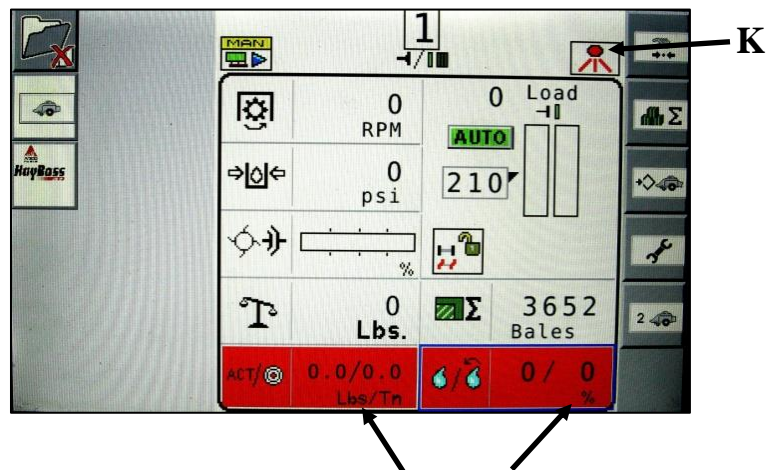 1
K
MAN
0
RPM
0 Load
AUTO
HayBoss
0
psi
210
%
0
Lbs.
3652
Bales
2
ACT/ 0.0/0.0
Lbs/Tn
0/ 0
%
Σ
Σ